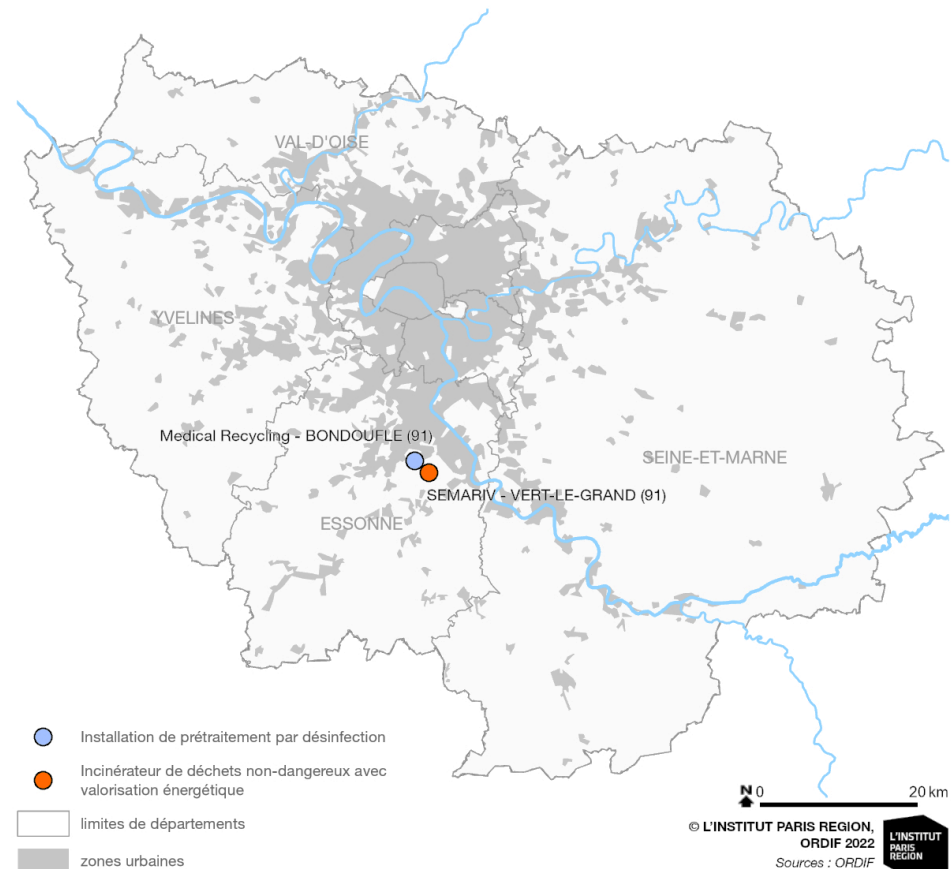 VAL-D'OISE
YVELINES
Medical Recycling - BONDOUFLE (91)
SEINE-ET-MARNE
SEMARIV - VERT-LE-GRAND (91)
ESSONNE
Installation de prétraitement par désinfection
Incinérateur de déchets non-dangereux avec
valorisation énergétique
limites de départements
zones urbaines
N 0 20 km
© L'INSTITUT PARIS REGION,
ORDIF 2022
Sources : ORDIF
L'INSTITUT
PARIS
REGION